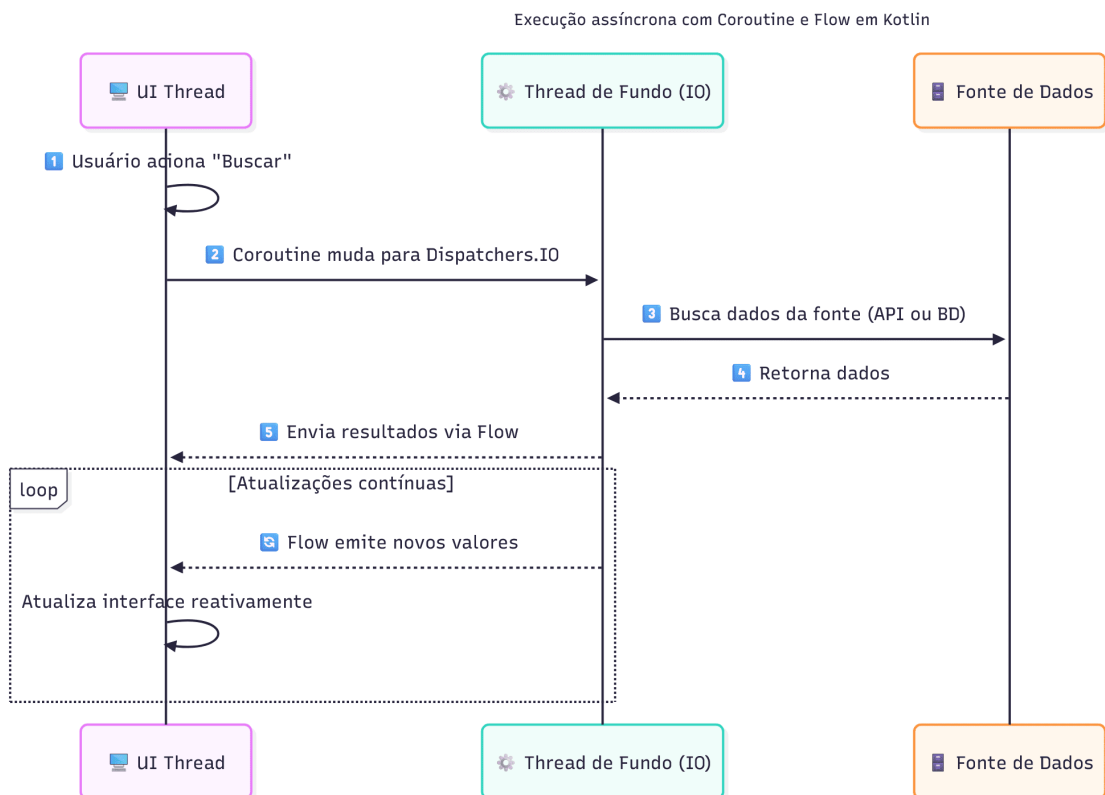 Execução assíncrona com Coroutine e Flow em Kotlin
🖥️ UI Thread
⚙️ Thread de Fundo (IO)
🗄️ Fonte de Dados
1️⃣ Usuário aciona "Buscar"
2️⃣ Coroutine muda para Dispatchers.IO
3️⃣ Busca dados da fonte (API ou BD)
4️⃣ Retorna dados
5️⃣ Envia resultados via Flow
loop
[Atualizações contínuas]
🔄 Flow emite novos valores
Atualiza interface reativamente
🖥️ UI Thread
⚙️ Thread de Fundo (IO)
🗄️ Fonte de Dados